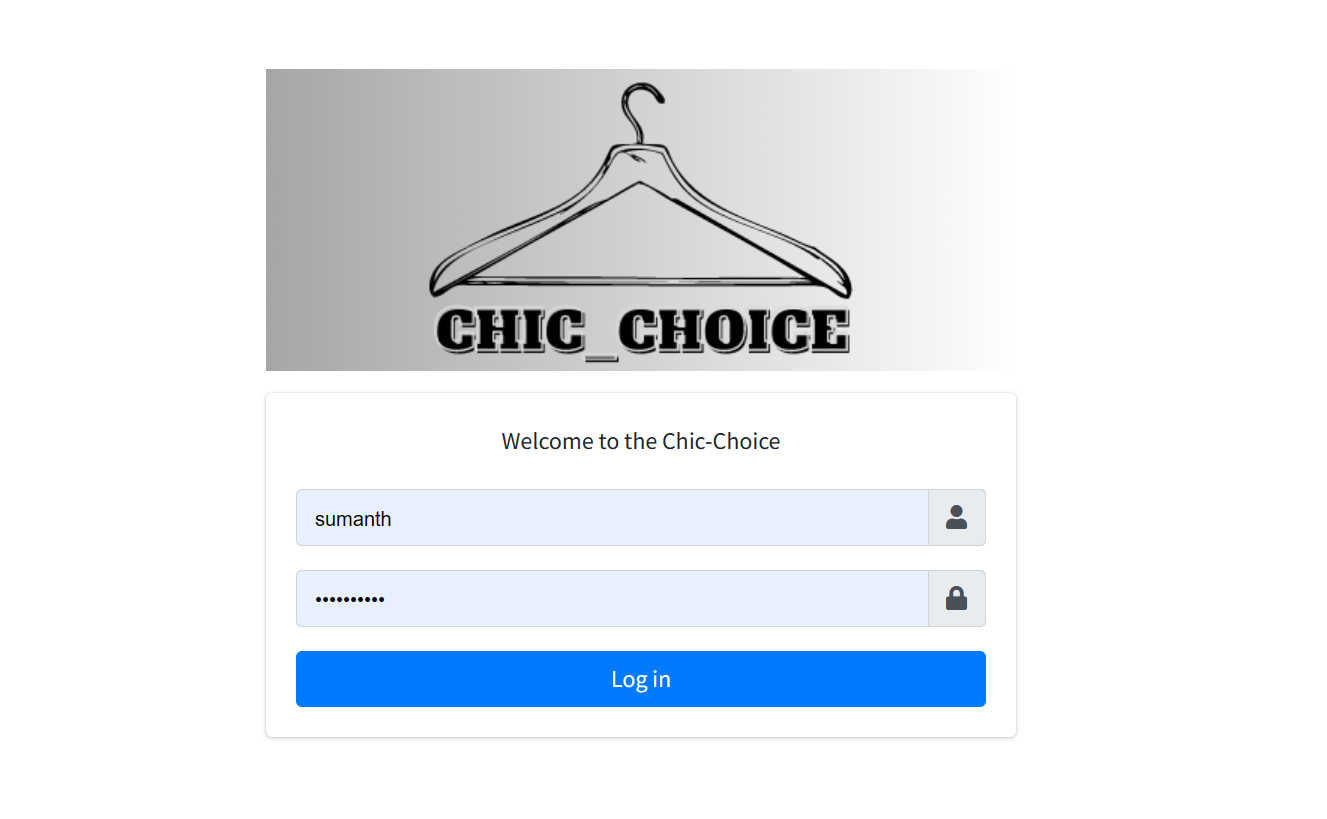 CHIC_CHOICE
Welcome to the Chic-Choice
sumanth
••••••••••
Log in